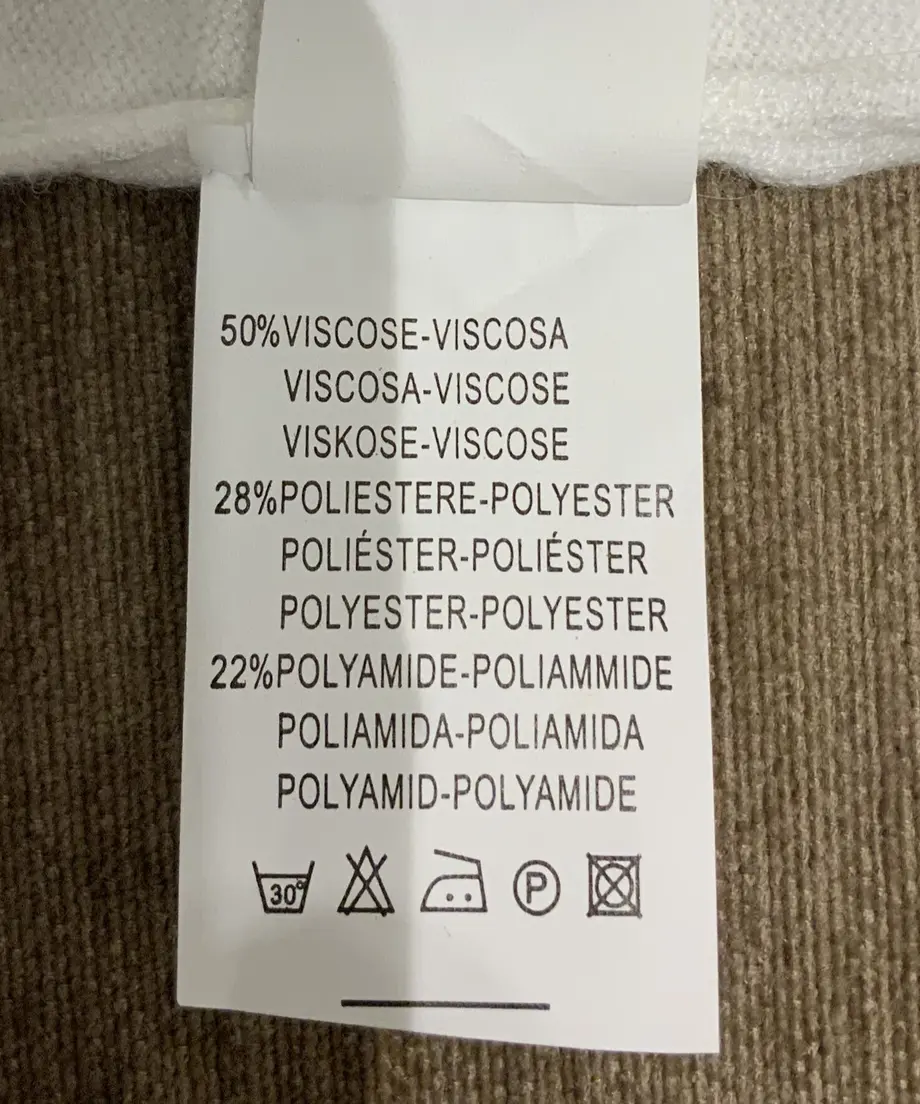 50%VISCOSE-VISCOSA
VISCOSA-VISCOSE
VISKOSE-VISCOSE
28%POLIESTERE-POLYESTER
POLIÉSTER-POLIÉSTER
POLYESTER-POLYESTER
22%POLYAMIDE-POLIAMMIDE
POLIAMIDA-POLIAMIDA
POLYAMID-POLYAMIDE
30° P